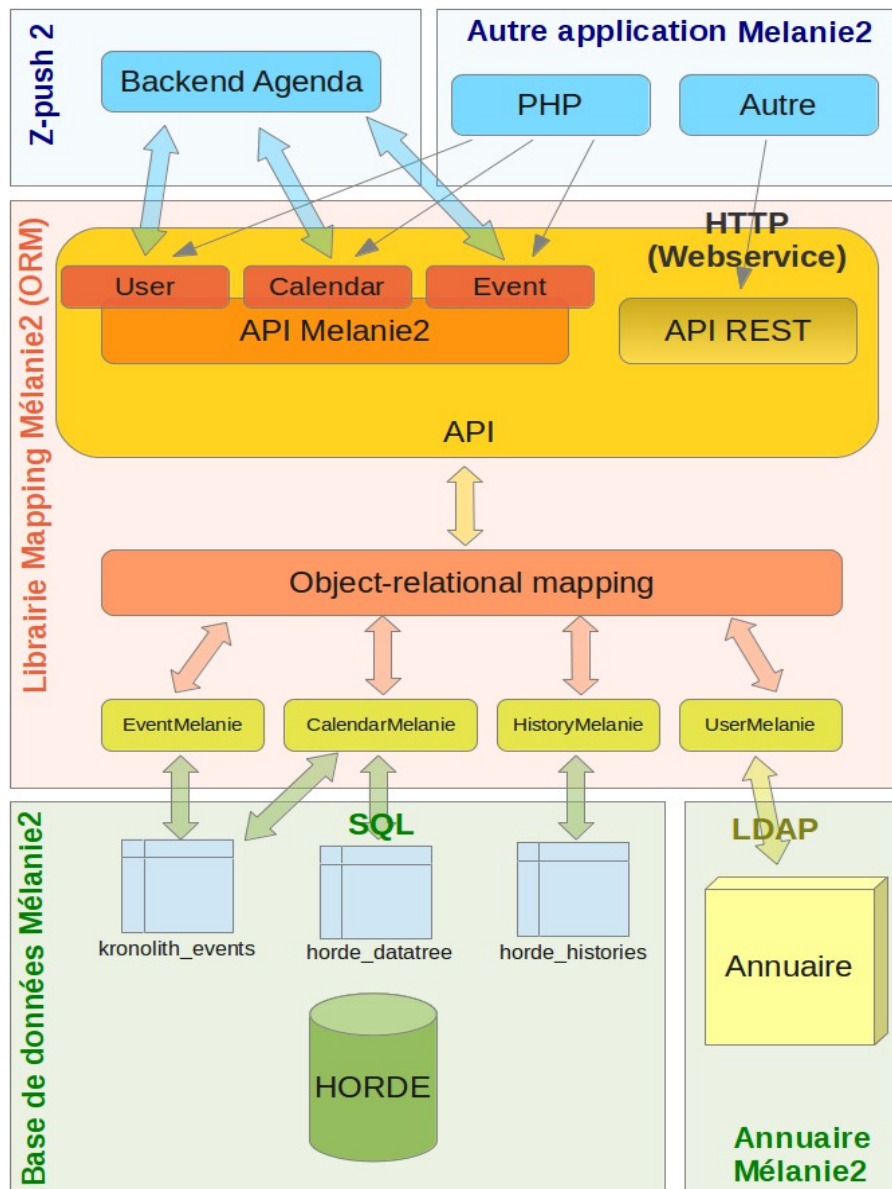 Z-push 2
Backend Agenda
Autre application Melanie2
PHP
Autre
Librairie Mapping Mélanie2 (ORM)
HTTP
(Webservice)
User
Calendar
Event
API Melanie2
API REST
API
Object-relational mapping
EventMelanie
CalendarMelanie
HistoryMelanie
UserMelanie
Base de données Mélanie2
SQL
kronolith_events
horde_datatree
horde_histories
HORDE
LDAP
Annuaire
Annuaire
Mélanie2